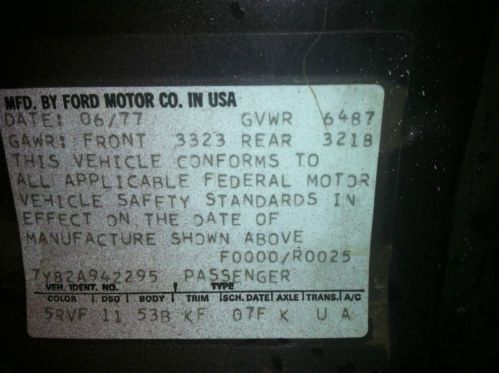 MFD. BY FORD MOTOR CO. IN USA
DATE: 06/77 GVWR 6487
GAWR: FRONT 3323 REAR 3218
THIS VEHICLE CONFORMS TO
ALL APPLICABLE FEDERAL MOTOR
VEHICLE SAFETY STANDARDS IN
EFFECT ON THE DATE OF
MANUFACTURE SHOWN ABOVE
F0000/R0025
7Y82A942295 PASSENGER
VEH. IDENT. NO. TYPE
COLOR DSO BODY TRIM SCH. DATE AXLE TRANS. A/C
5RVF 11 53B KF 07F K U A